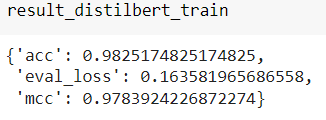 result_distilbert_train
{'acc': 0.9825174825174825,
'eval_loss': 0.163581965686558,
'mcc': 0.9783924226872274}